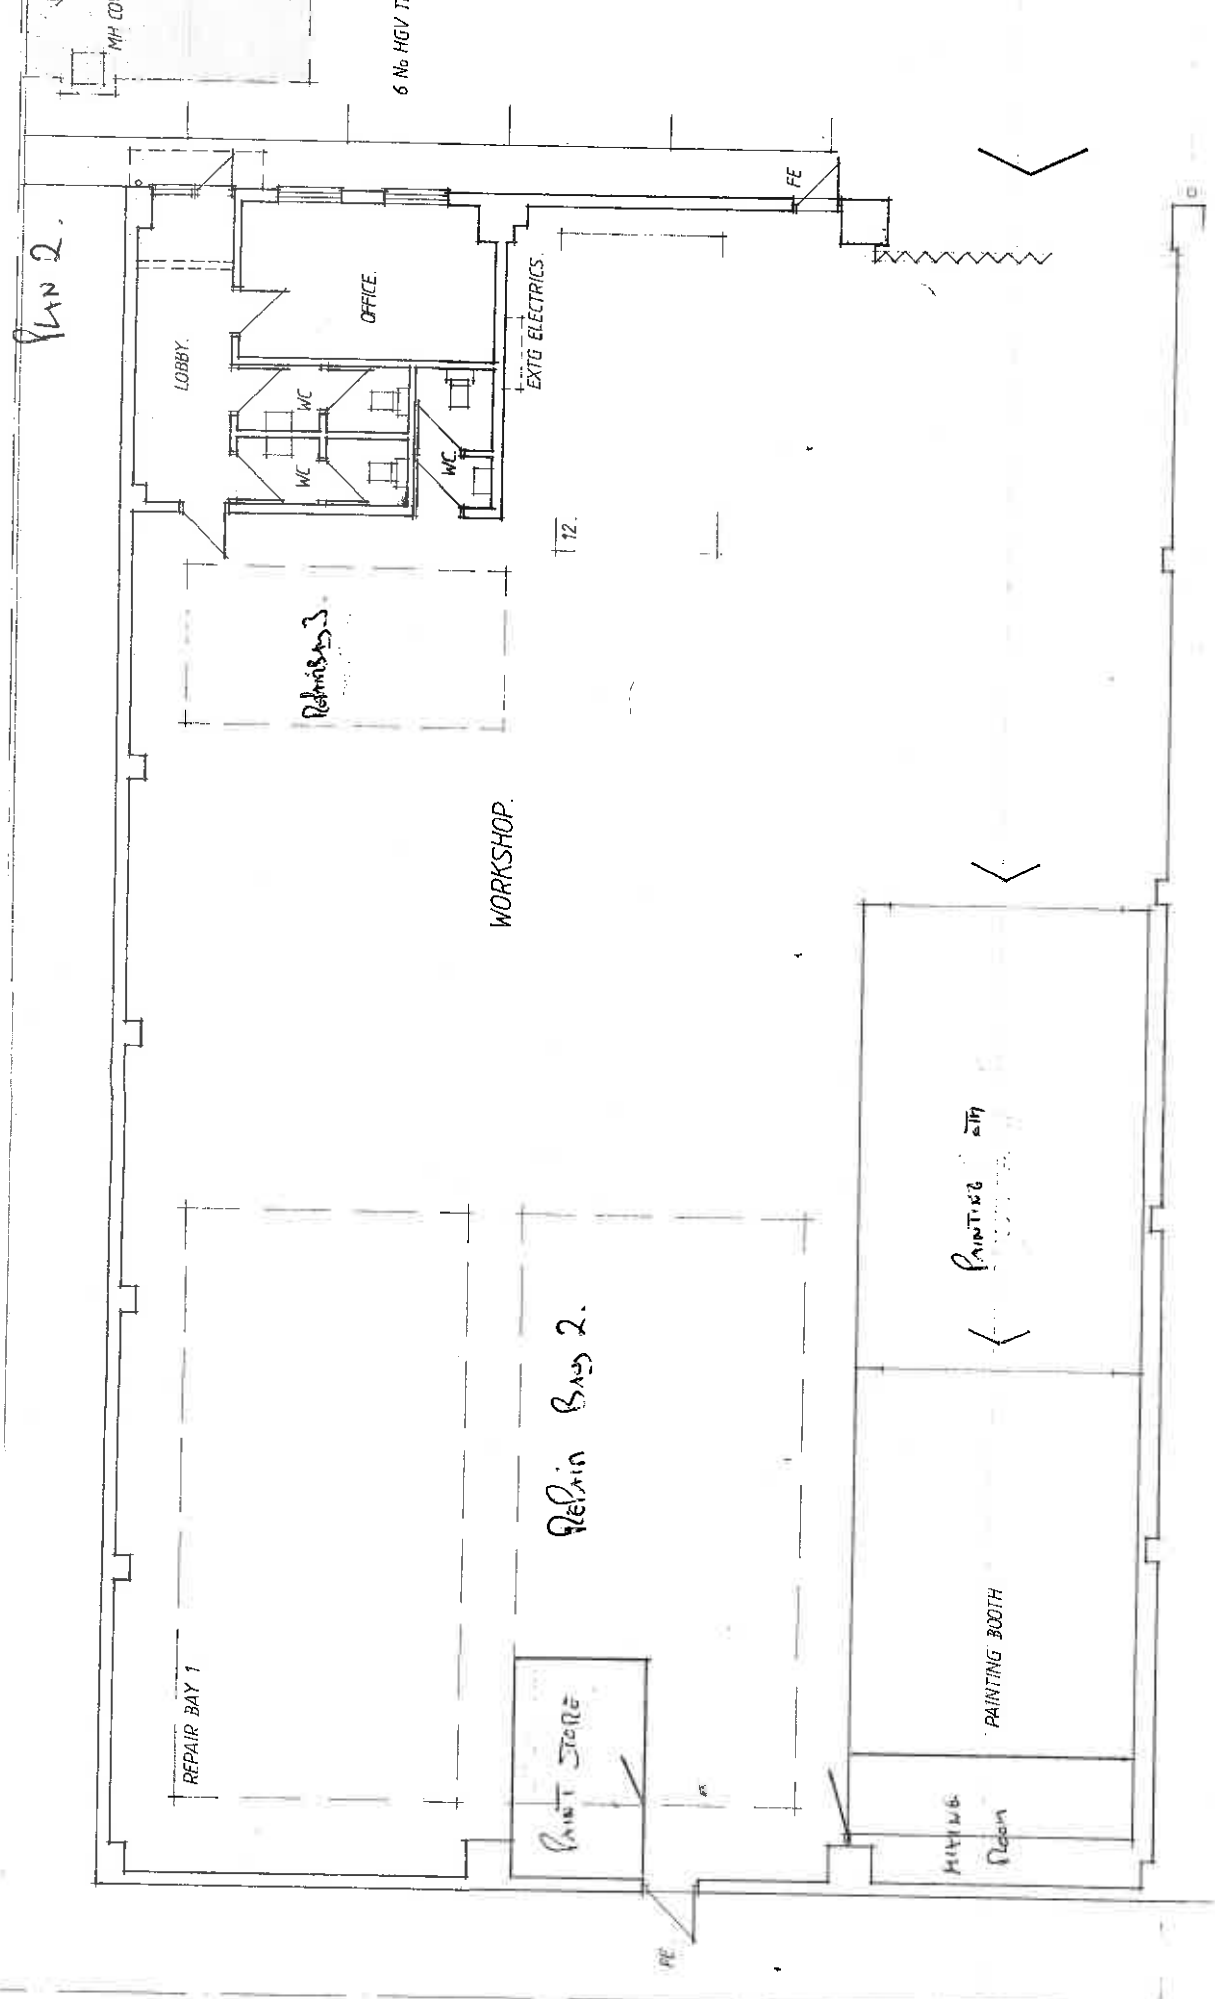 PLAN 2.
MH CO
6 No HGV T
LOBBY.
OFFICE.
WC
WC
WC
EXTG ELECTRICS.
FE
12.
Repair Bay 3.
WORKSHOP.
REPAIR BAY 1
Repair Bay 2.
PAINT STORE
PAINTING
PAINTING BOOTH
MIXING
Room
FE